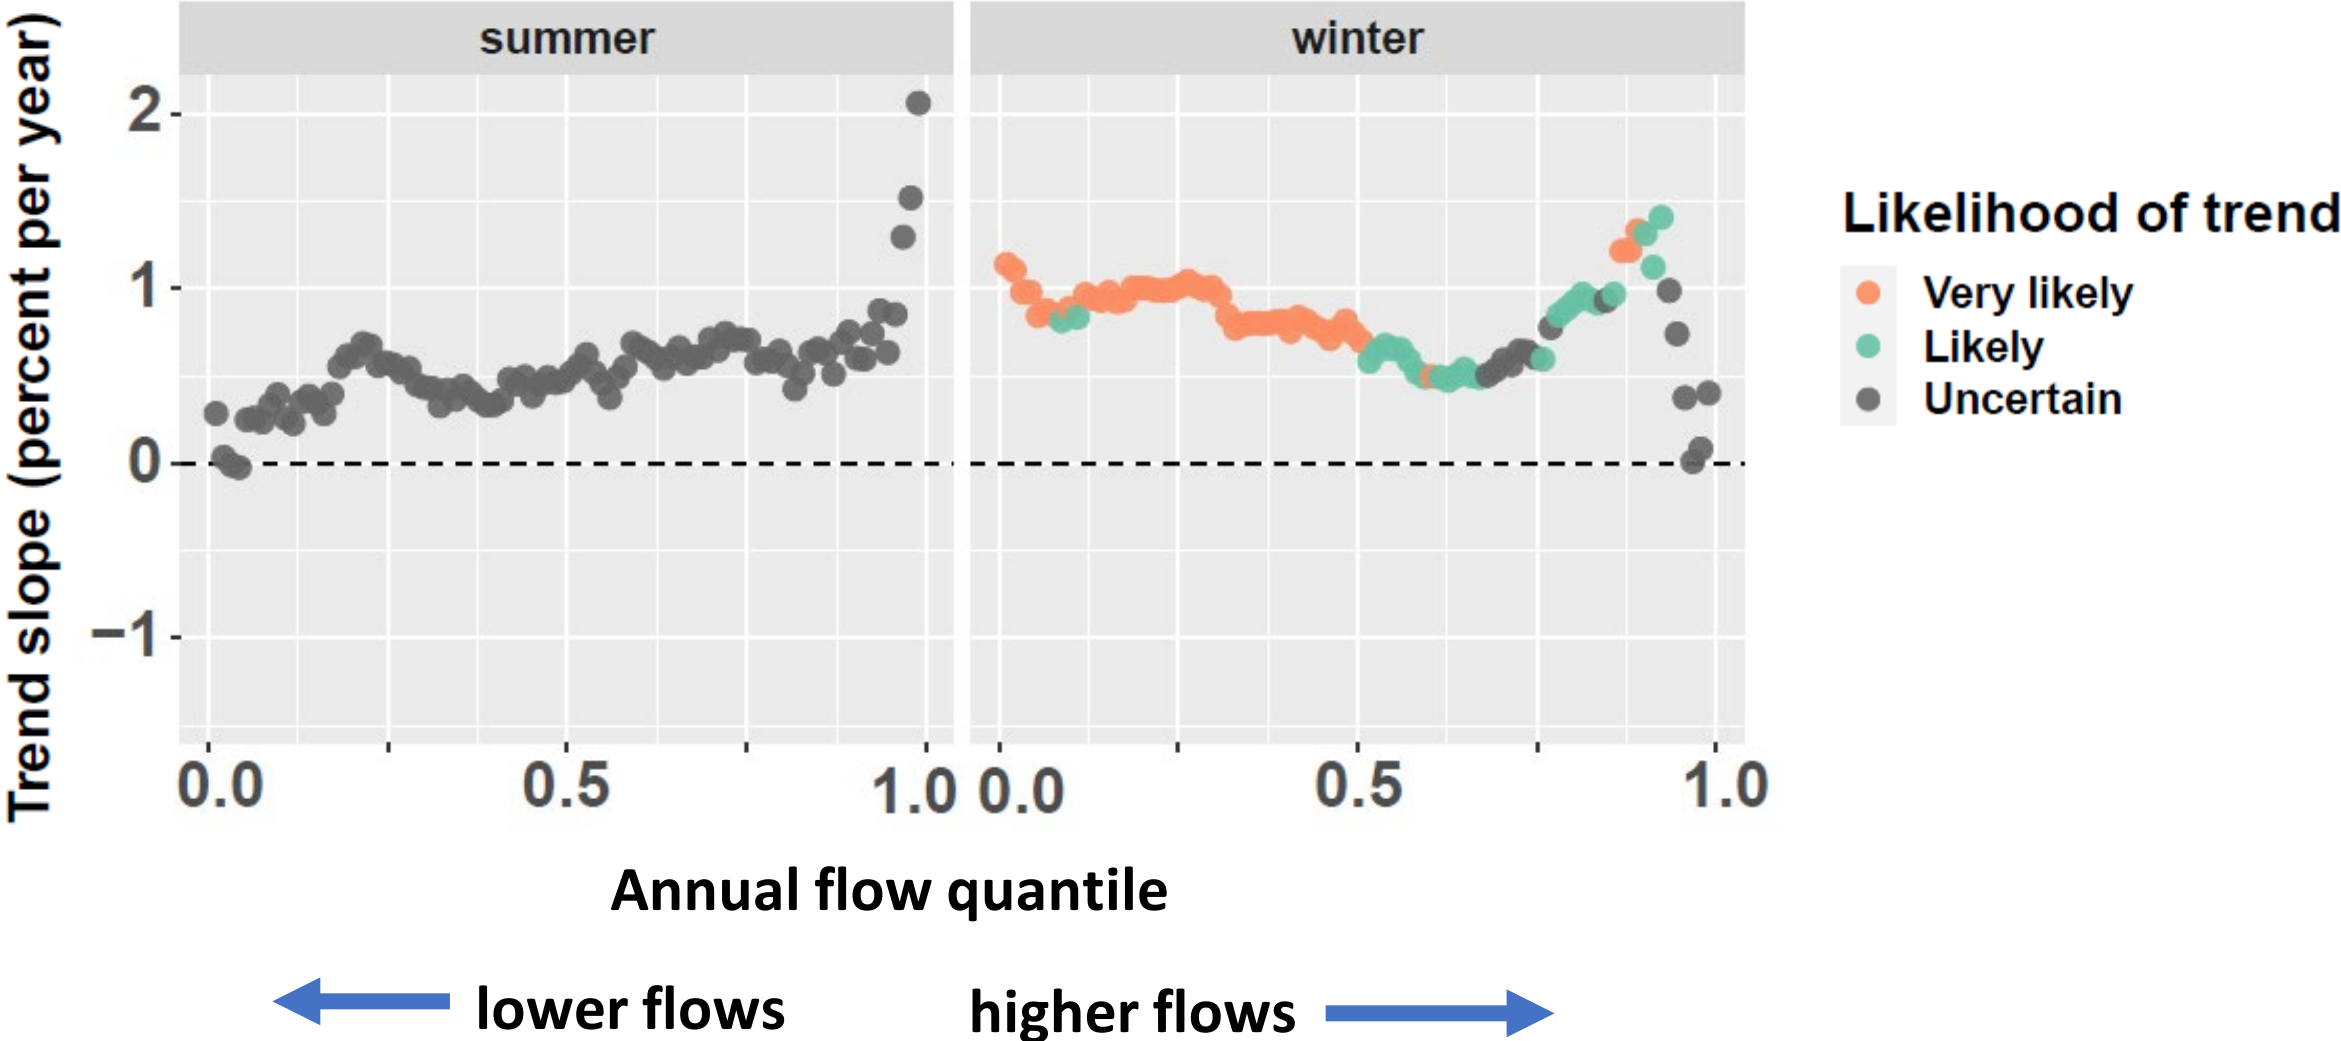 summer
winter
Trend slope (percent per year)
2
1
0
−1
0.0
0.5
1.0
0.0
0.5
1.0
Likelihood of trend
Very likely
Likely
Uncertain
Annual flow quantile
lower flows
higher flows